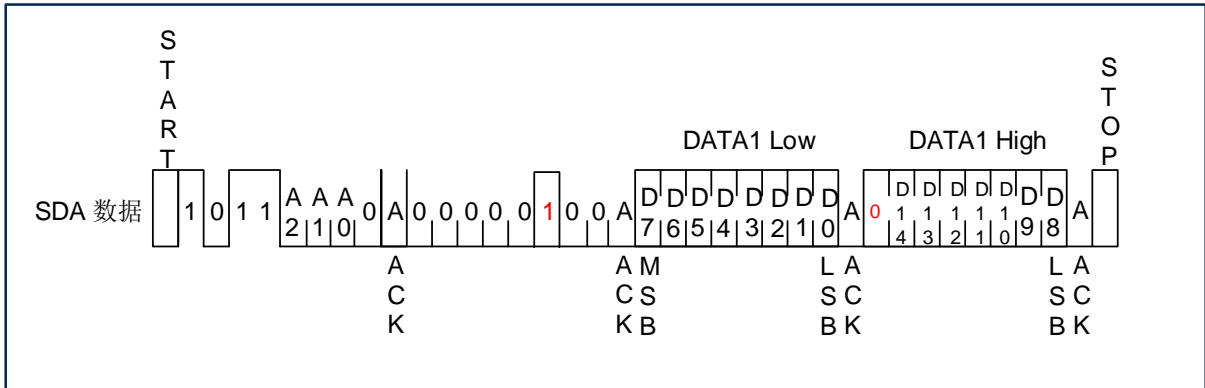 START
STOP
DATA1 Low DATA1 High
SDA 数据 1 0 1 1 A2 A1 A0 0 A 0 0 0 0 0 1 0 0 A D7 D6 D5 D4 D3 D2 D1 D0 A 0 D14 D13 D12 D11 D10 D9 D8 A
ACK ACK MSB LSB ACK LSB ACK